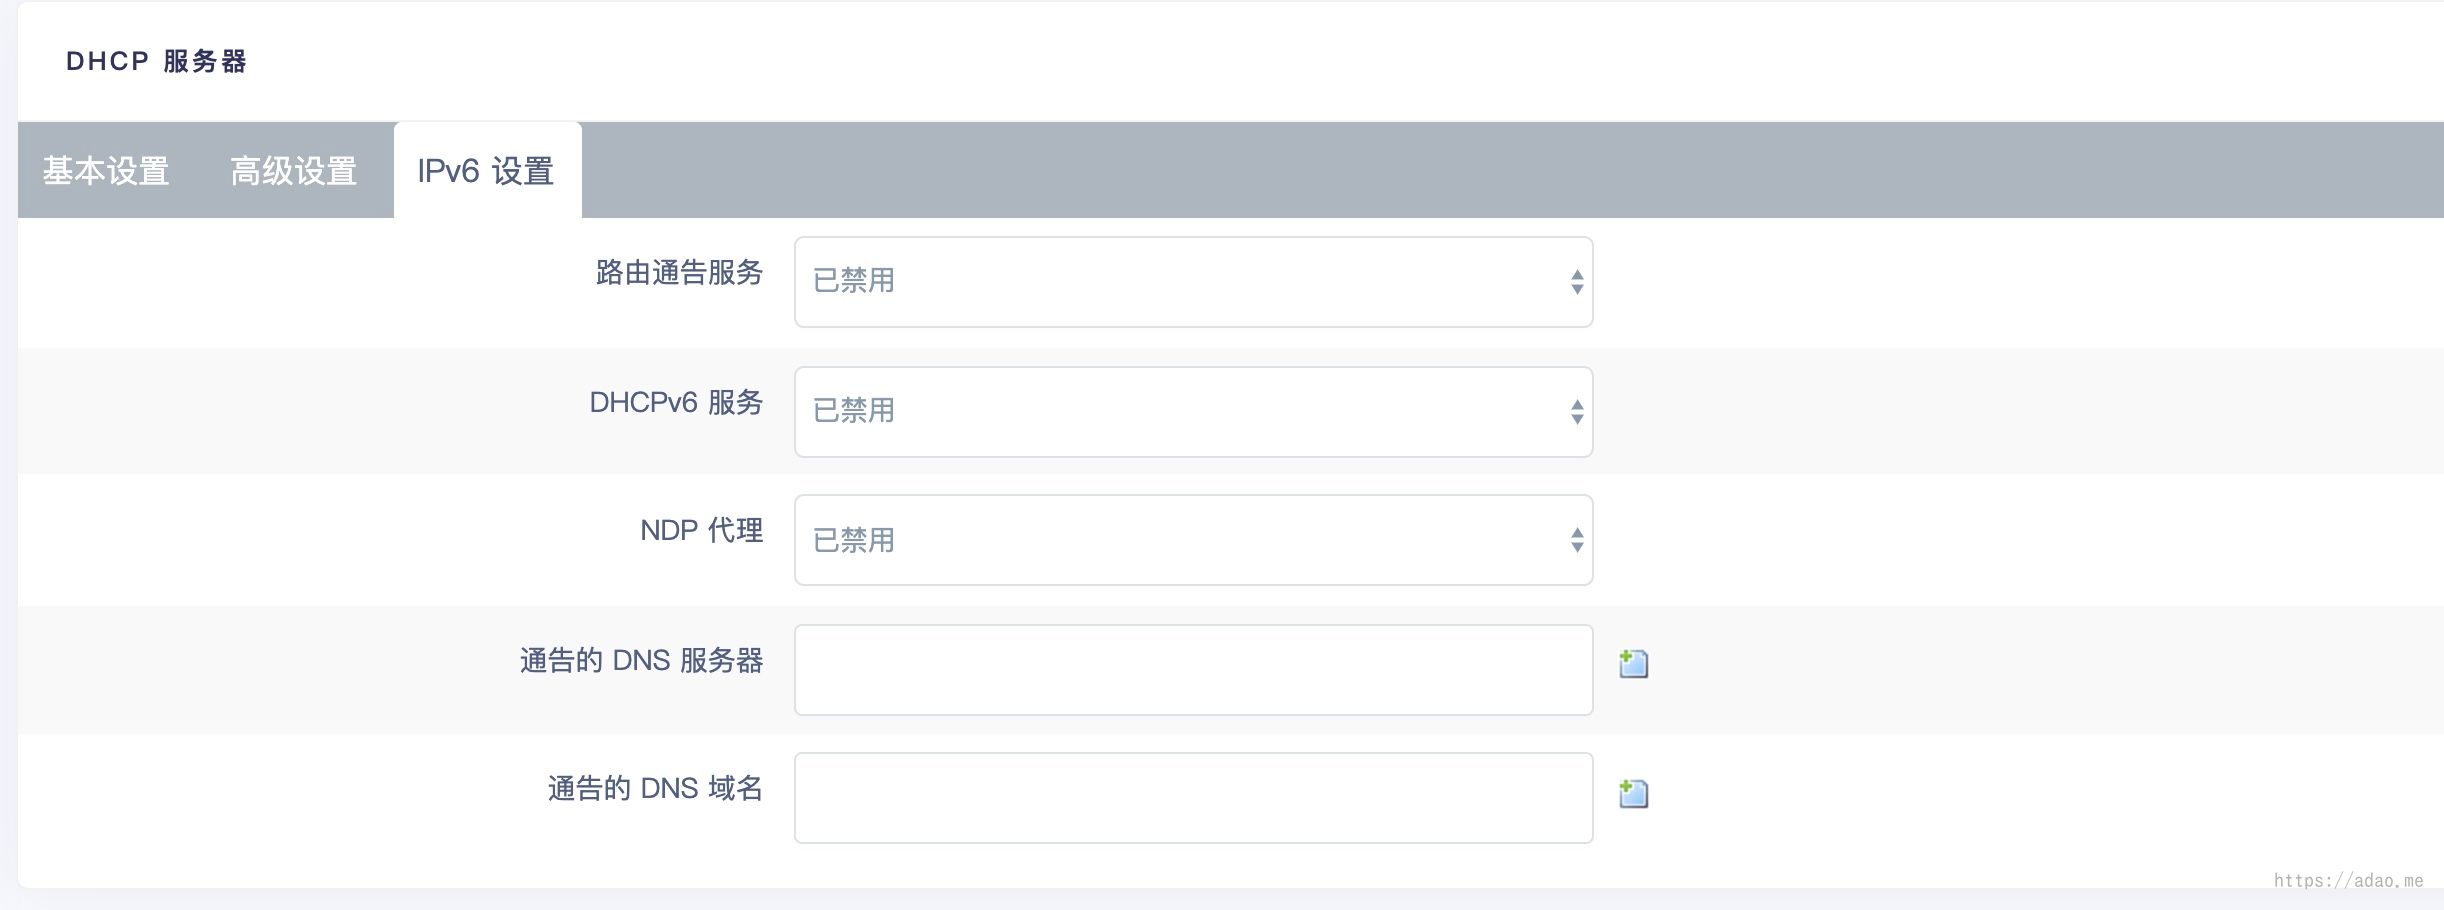 DHCP 服务器
基本设置 高级设置 IPv6 设置
路由通告服务 已禁用
DHCPv6 服务 已禁用
NDP 代理 已禁用
通告的 DNS 服务器
通告的 DNS 域名
https://adao.me